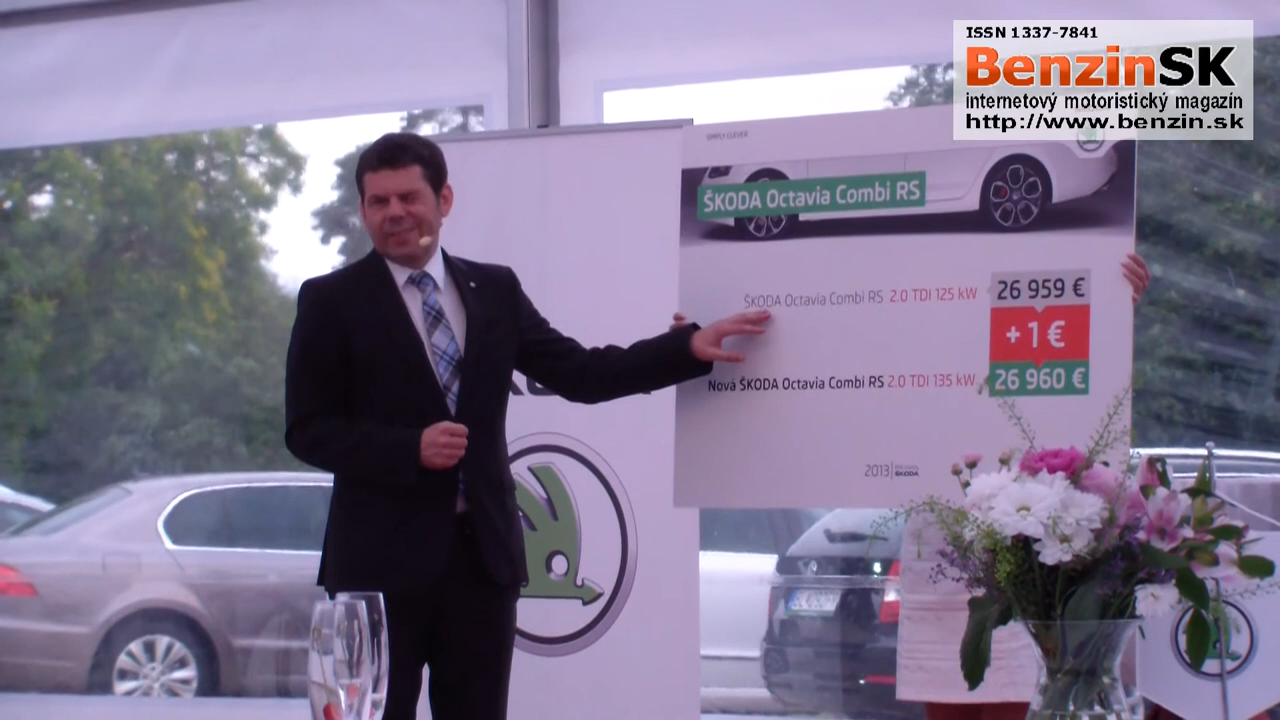 ISSN 1337-7841
BenzinSK
internetový motoristický magazín
http://www.benzin.sk
SIMPLY CLEVER
ŠKODA Octavia Combi RS
ŠKODA Octavia Combi RS 2.0 TDI 125 kW
26 959 €
+ 1 €
Nová ŠKODA Octavia Combi RS 2.0 TDI 135 kW
26 960 €
2013
ŠKODA